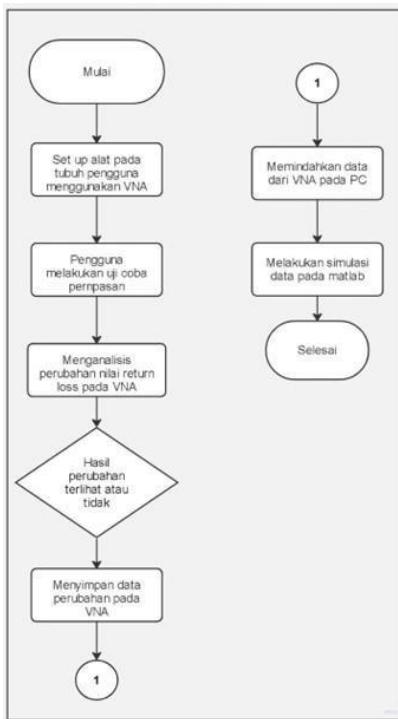 Mulai
Set up alat pada
tubuh pengguna
menggunakan VNA
Pengguna
melakukan uji coba
pernpasan
Menganalisis
perubahan nilai return
loss pada VNA
Hasil
perubahan
terlihat atau
tidak
Menyimpan data
perubahan pada
VNA
1
1
Memindahkan data
dari VNA pada PC
Melakukan simulasi
data pada matlab
Selesai